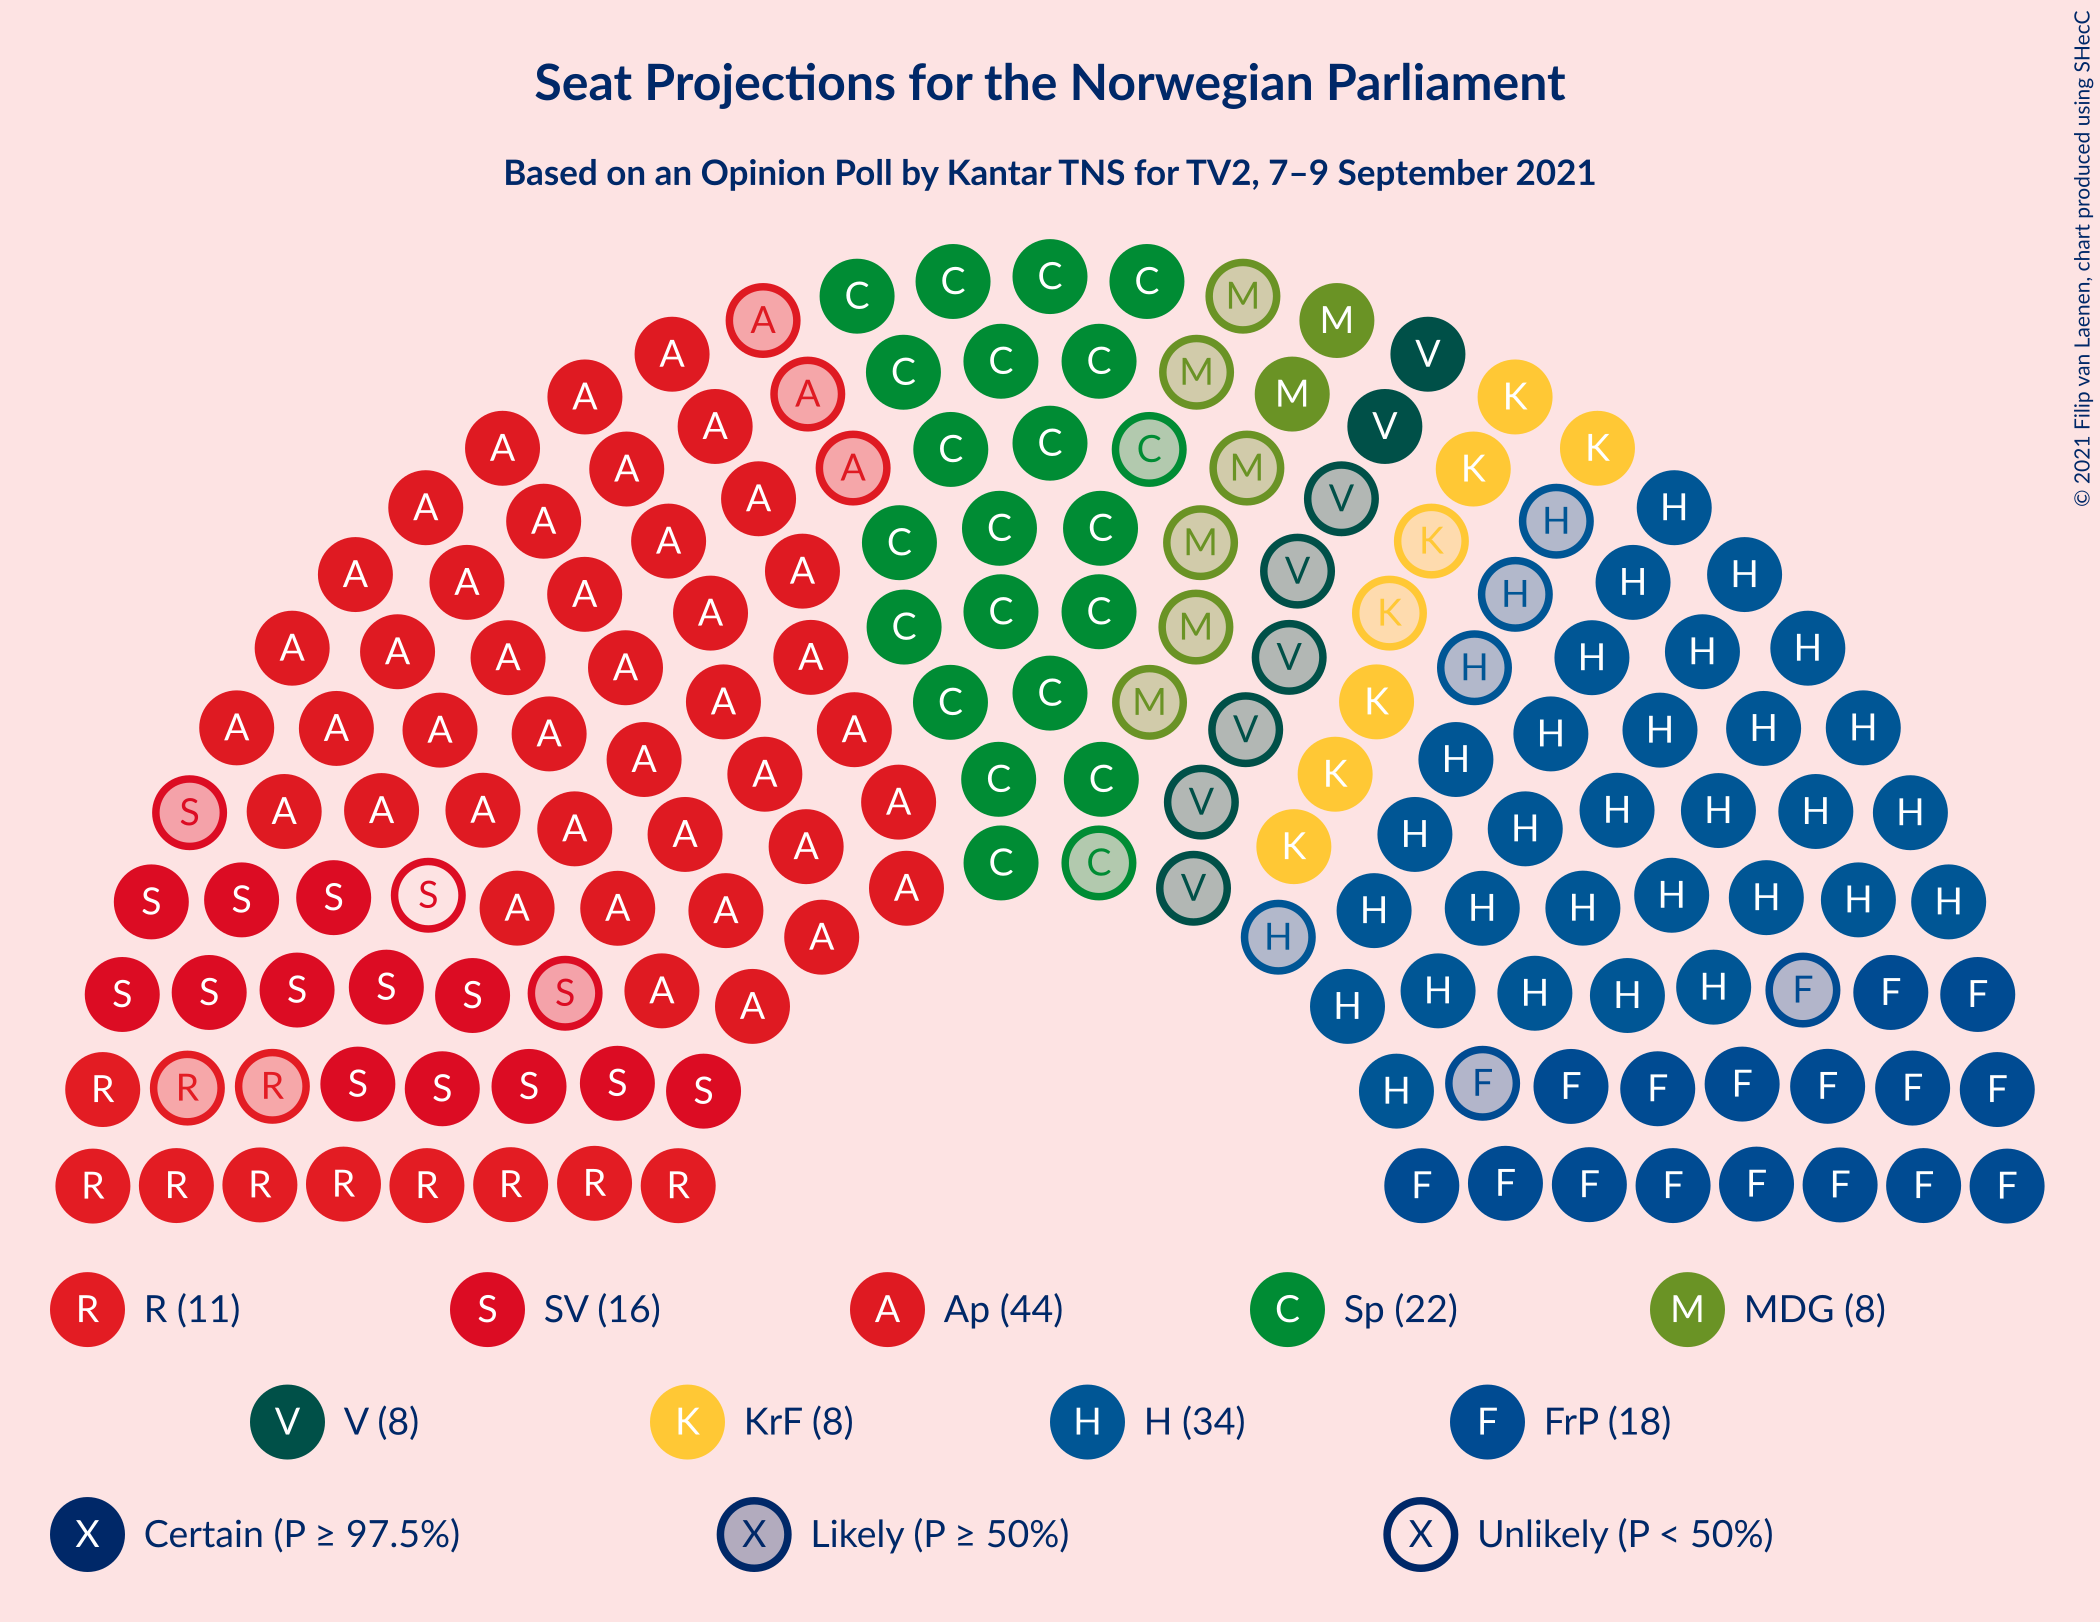 Seat Projections for the Norwegian Parliament
Based on an Opinion Poll by Kantar TNS for TV2, 7–9 September 2021
© 2021 Filip van Laenen, chart produced using SHecC
C C C C M
A M
A V
C C C
A C M M K
A A V
A C C C M K K
A A A V K
A A C C C M V H H
A A A K H
A A A C C C M V K H H
A A A A V H H
A A A A C C M K H H H
A A A A A V K H H H H
A A A A A C C V K H H H H
S A A A A A A H H H H H H
S S S S A A A A C C V H H H H H H H H
S S S S S S A A H H H H H F F F
R R R S S S S S H F F F F F F F
R R R R R R R R F F F F F F F F
R R (11) S SV (16) A Ap (44) C Sp (22) M MDG (8)
V V (8) K KrF (8) H H (34) F FrP (18)
X Certain (P ≥ 97.5%) X Likely (P ≥ 50%) X Unlikely (P < 50%)